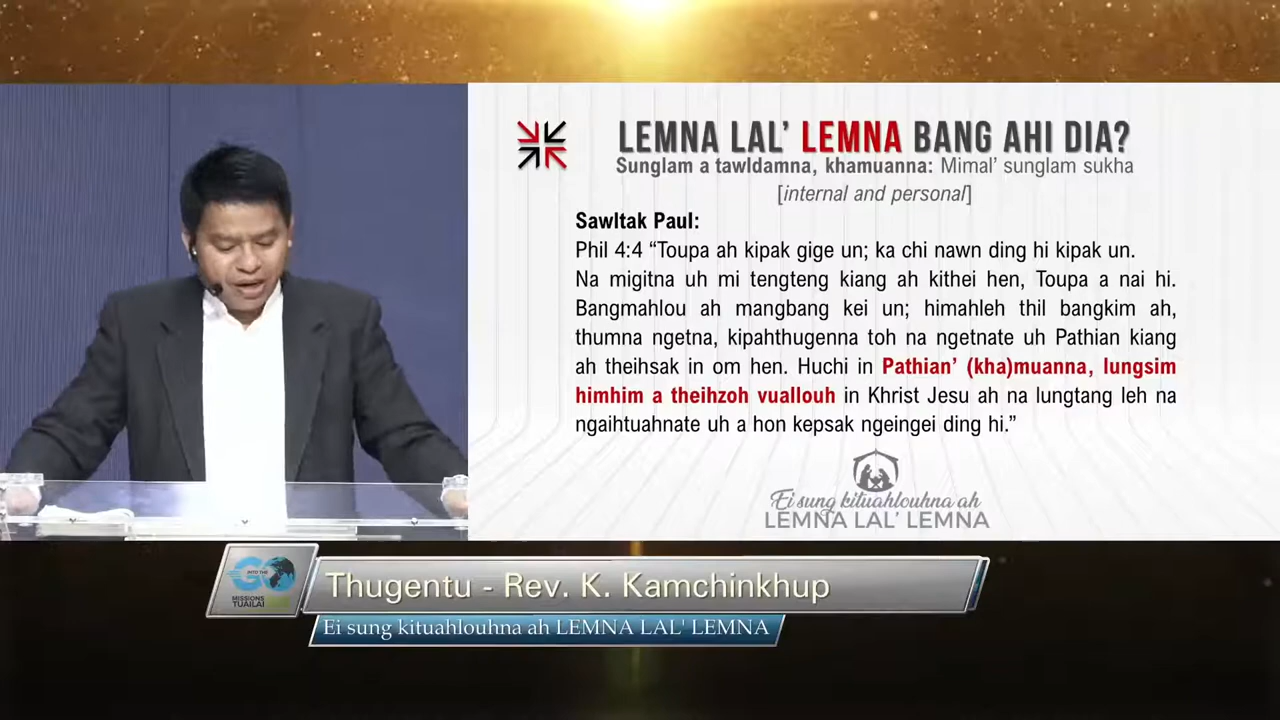 LEMNA LAL’ LEMNA BANG AHI DIA?
Sunglam a tawldamna, khamuanna: Mimal’ sunglam sukha
[internal and personal]
Sawltak Paul:
Phil 4:4 “Toupa ah kipak gige un; ka chi nawn ding hi kipak un.
Na migitna uh mi tengteng kiang ah kithei hen, Toupa a nai hi.
Bangmahlou ah mangbang kei un; himahleh thil bangkim ah,
thumna ngetna, kipahthugenna toh na ngetnate uh Pathian kiang
ah theihsak in om hen. Huchi in Pathian’ (kha)muanna, lungsim
himhim a theihzoh vuallouh in Khrist Jesu ah na lungtang leh na
ngaihtuahnate uh a hon kepsak ngeingei ding hi.”
Ei sung kituahlouhna ah
LEMNA LAL’ LEMNA
INTO THE
GO
MISSIONS
TUAILAI
Thugentu - Rev. K. Kamchinkhup
Ei sung kituahlouhna ah LEMNA LAL' LEMNA